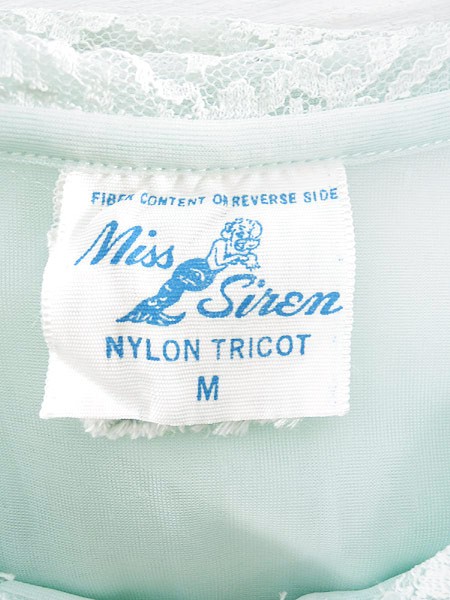 FIBER CONTENT ON REVERSE SIDE
Miss
Siren
NYLON TRICOT
M